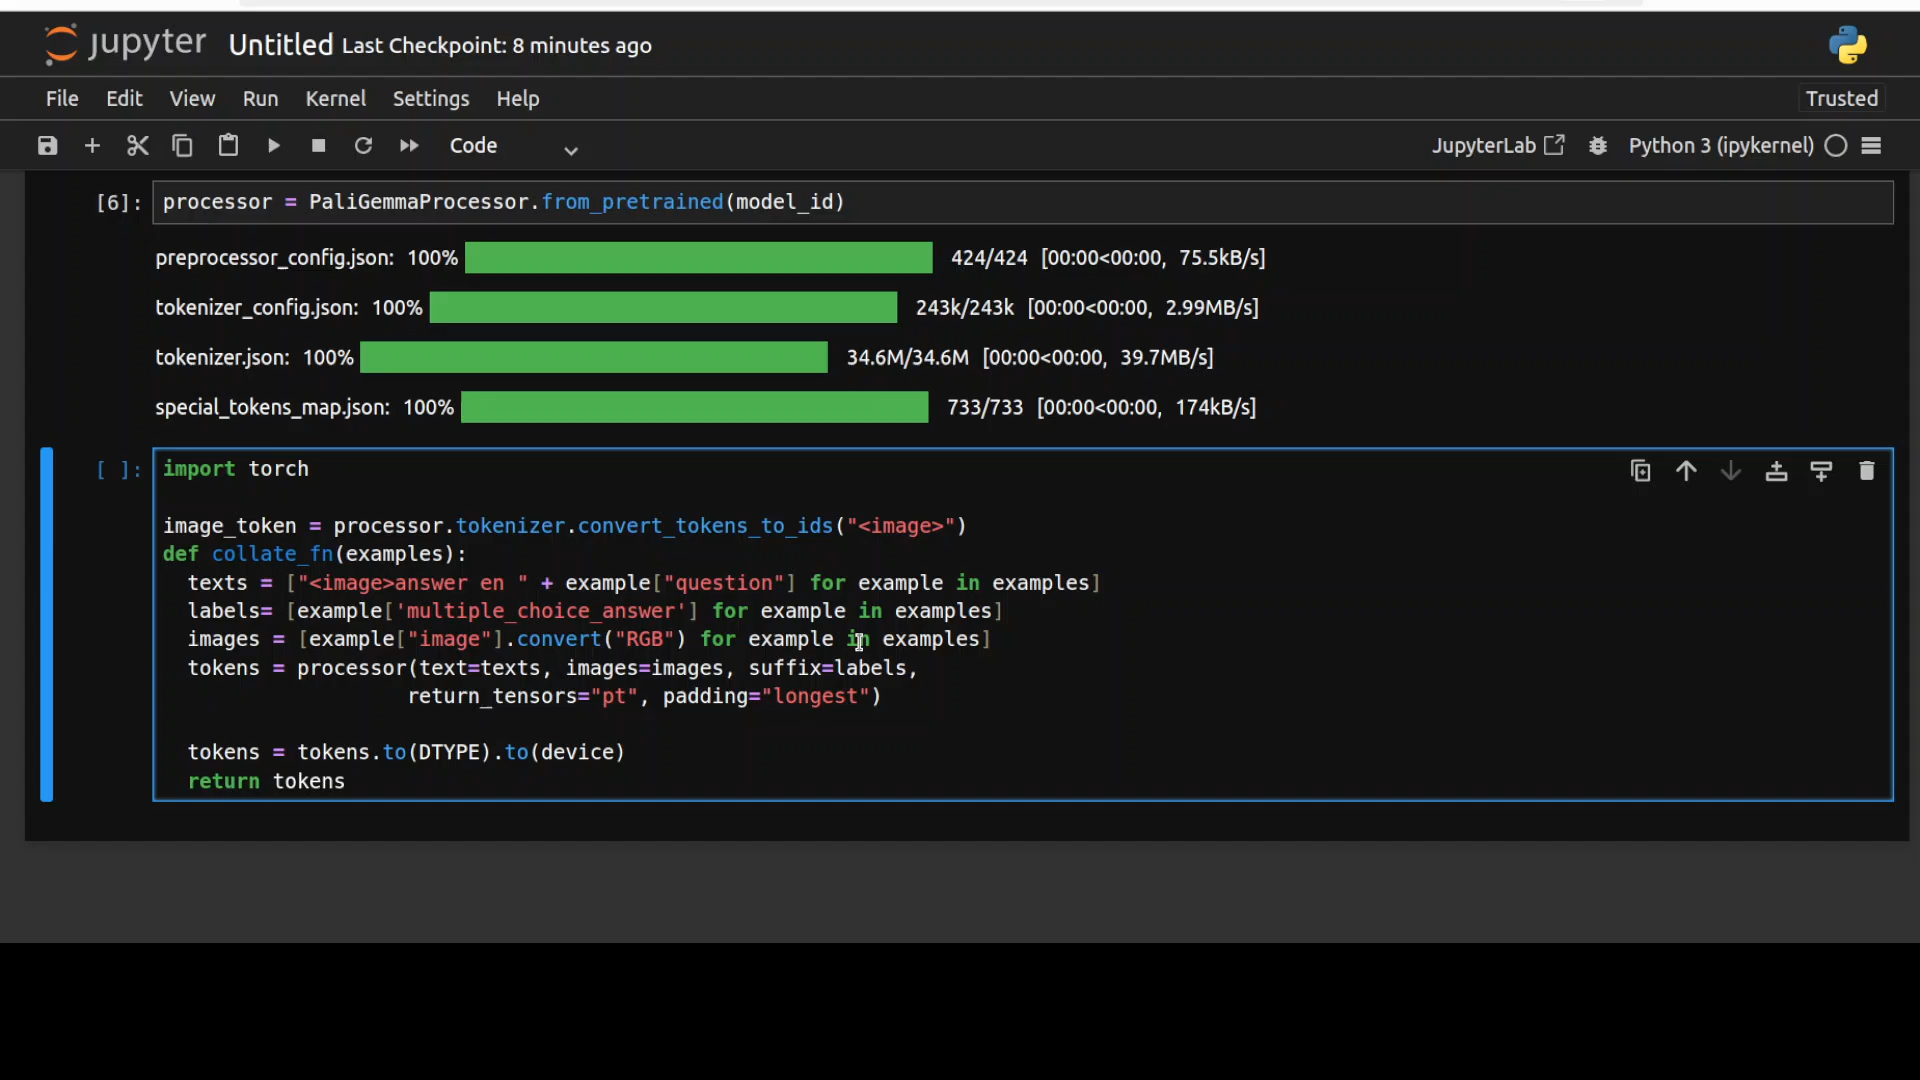 jupyter Untitled Last Checkpoint: 8 minutes ago
File Edit View Run Kernel Settings Help Trusted
Code JupyterLab Python 3 (ipykernel)
[6]: processor = PaliGemmaProcessor.from_pretrained(model_id)
preprocessor_config.json: 100% 424/424 [00:00<00:00, 75.5kB/s]
tokenizer_config.json: 100% 243k/243k [00:00<00:00, 2.99MB/s]
tokenizer.json: 100% 34.6M/34.6M [00:00<00:00, 39.7MB/s]
special_tokens_map.json: 100% 733/733 [00:00<00:00, 174kB/s]
[ ]: import torch
image_token = processor.tokenizer.convert_tokens_to_ids("<image>")
def collate_fn(examples):
  texts = ["<image>answer en " + example["question"] for example in examples]
  labels= [example['multiple_choice_answer'] for example in examples]
  images = [example["image"].convert("RGB") for example in examples]
  tokens = processor(text=texts, images=images, suffix=labels,
                    return_tensors="pt", padding="longest")
  tokens = tokens.to(DTYPE).to(device)
  return tokens